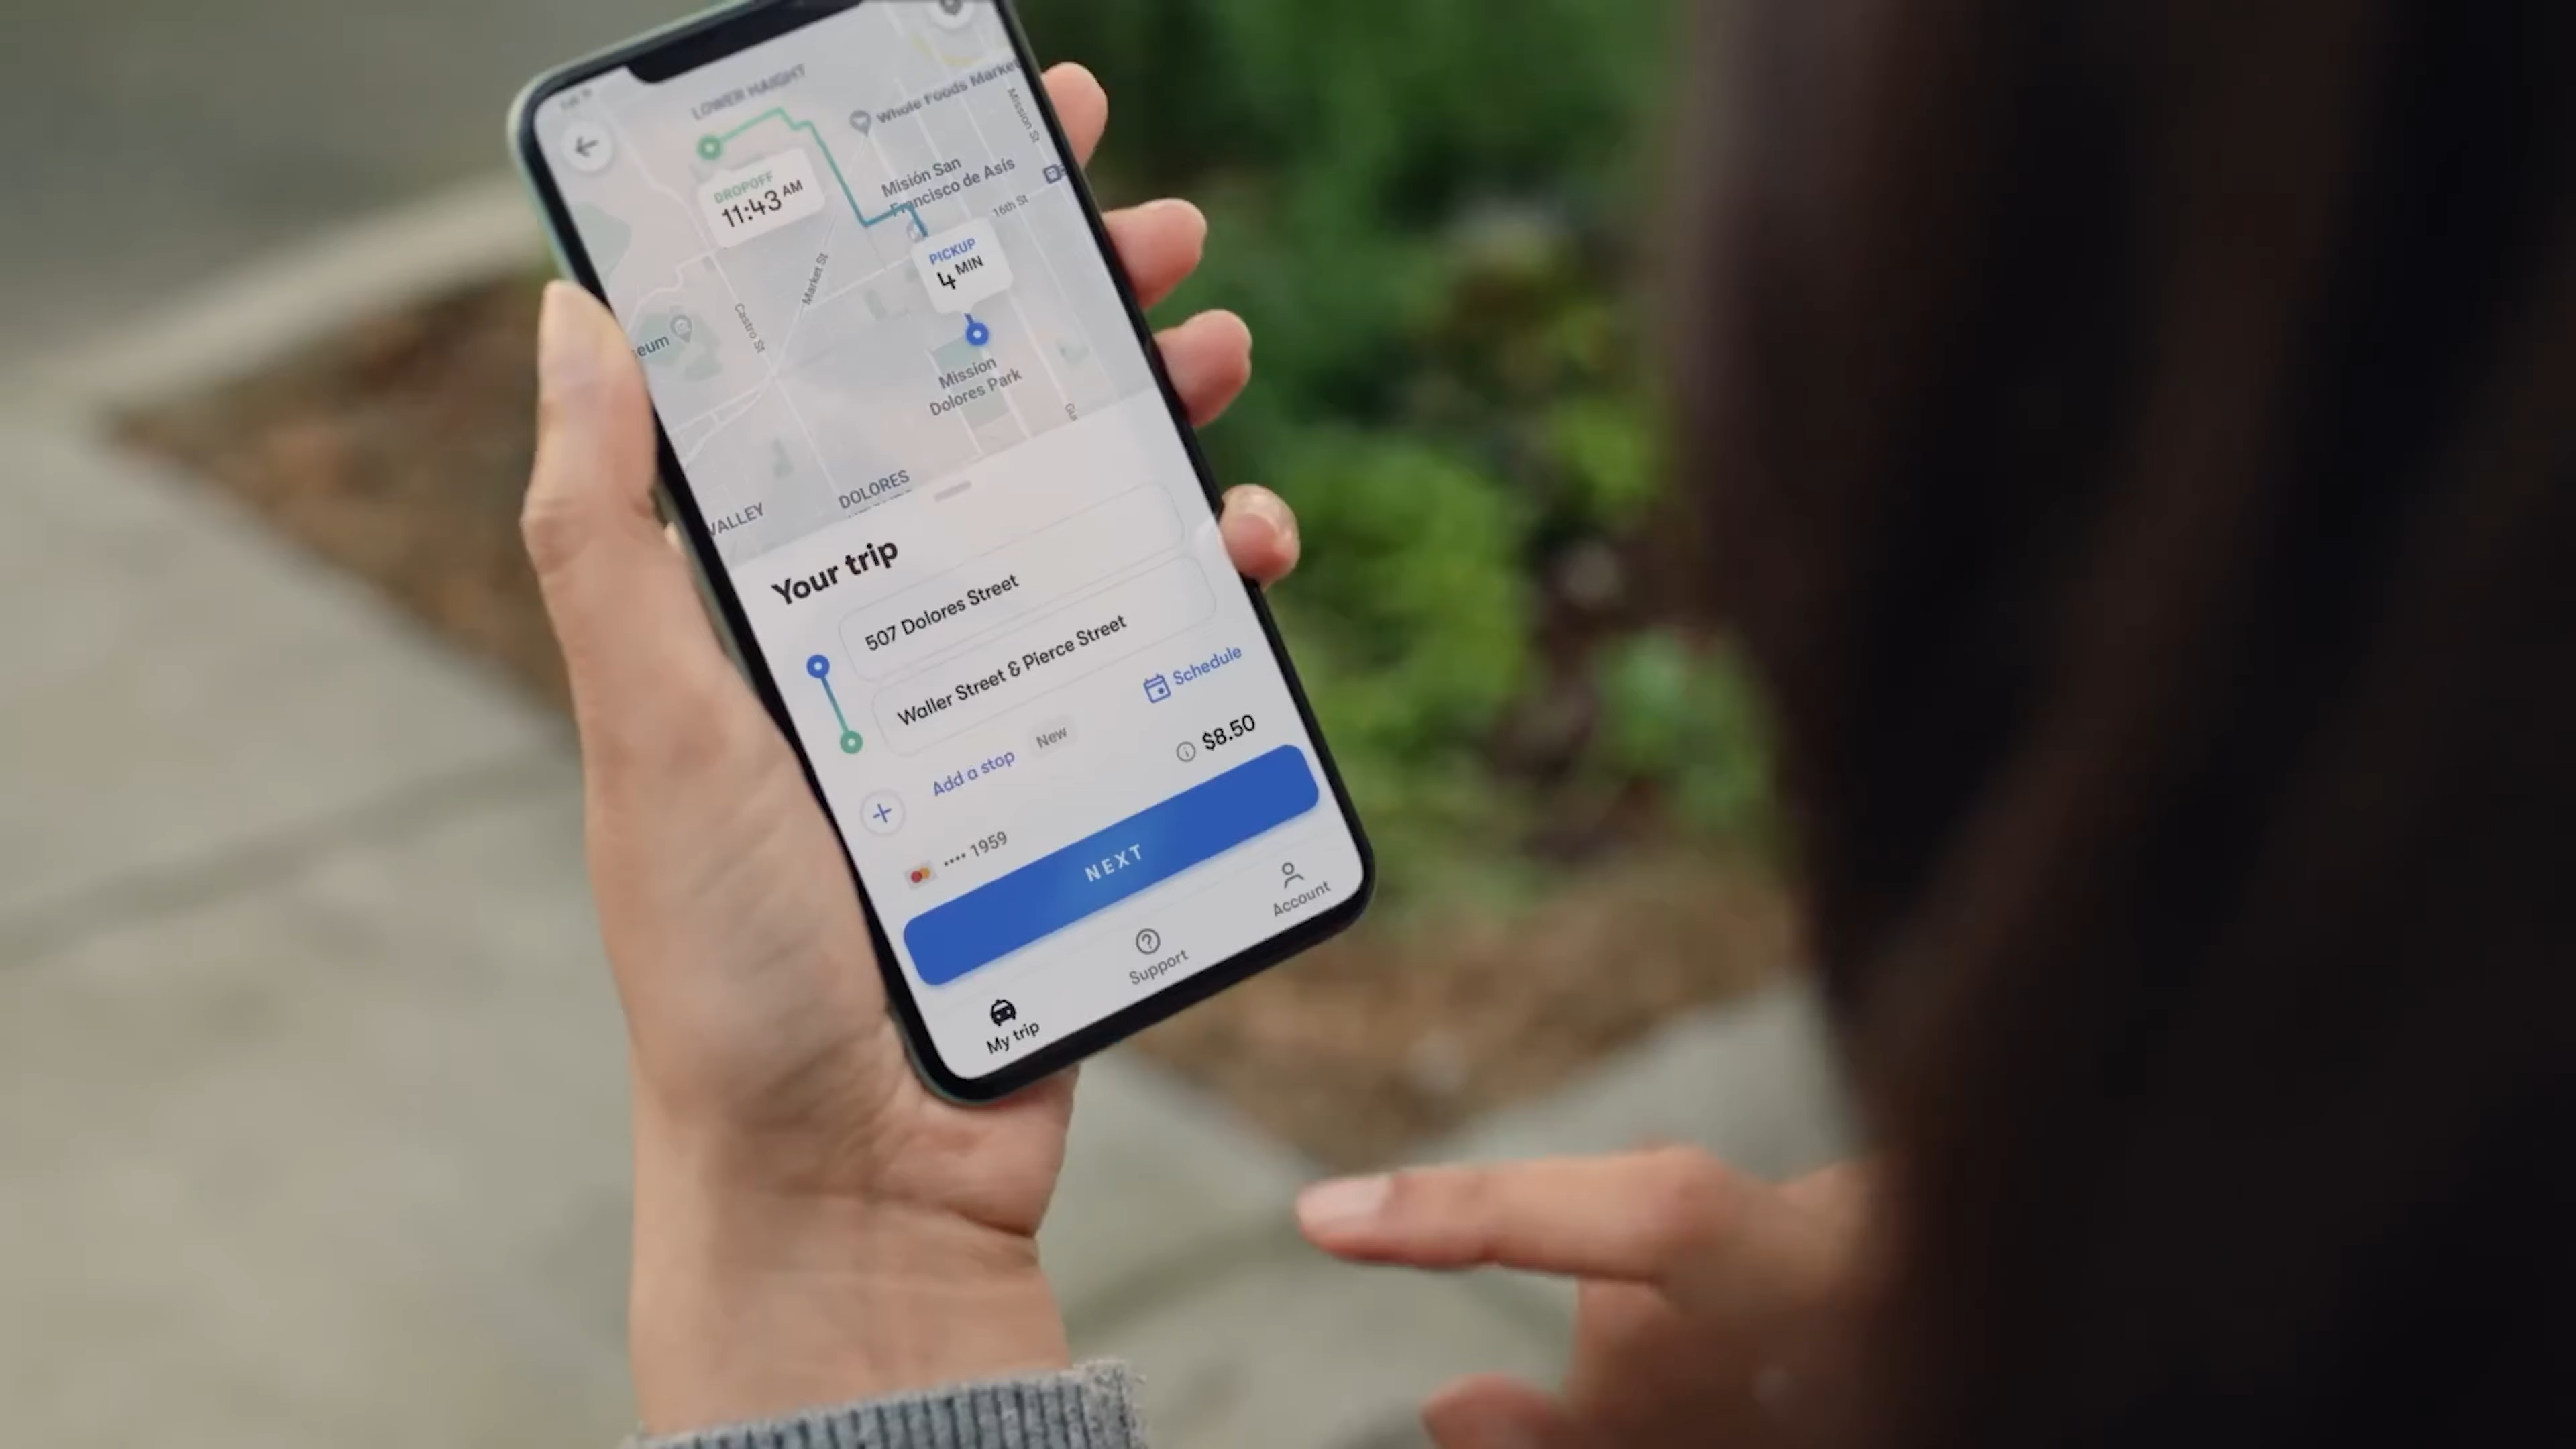 LOWER HAIGHT
Whole Foods Market
Mission St
DROPOFF
11:43 AM
Misión San
Francisco de Asís
16th St
PICKUP
4 MIN
Market St
Castro St
eum
Mission
Dolores Park
VALLEY
DOLORES
Your trip
507 Dolores Street
Waller Street & Pierce Street
Schedule
Add a stop
New
$8.50
•••• 1959
NEXT
My trip
Support
Account